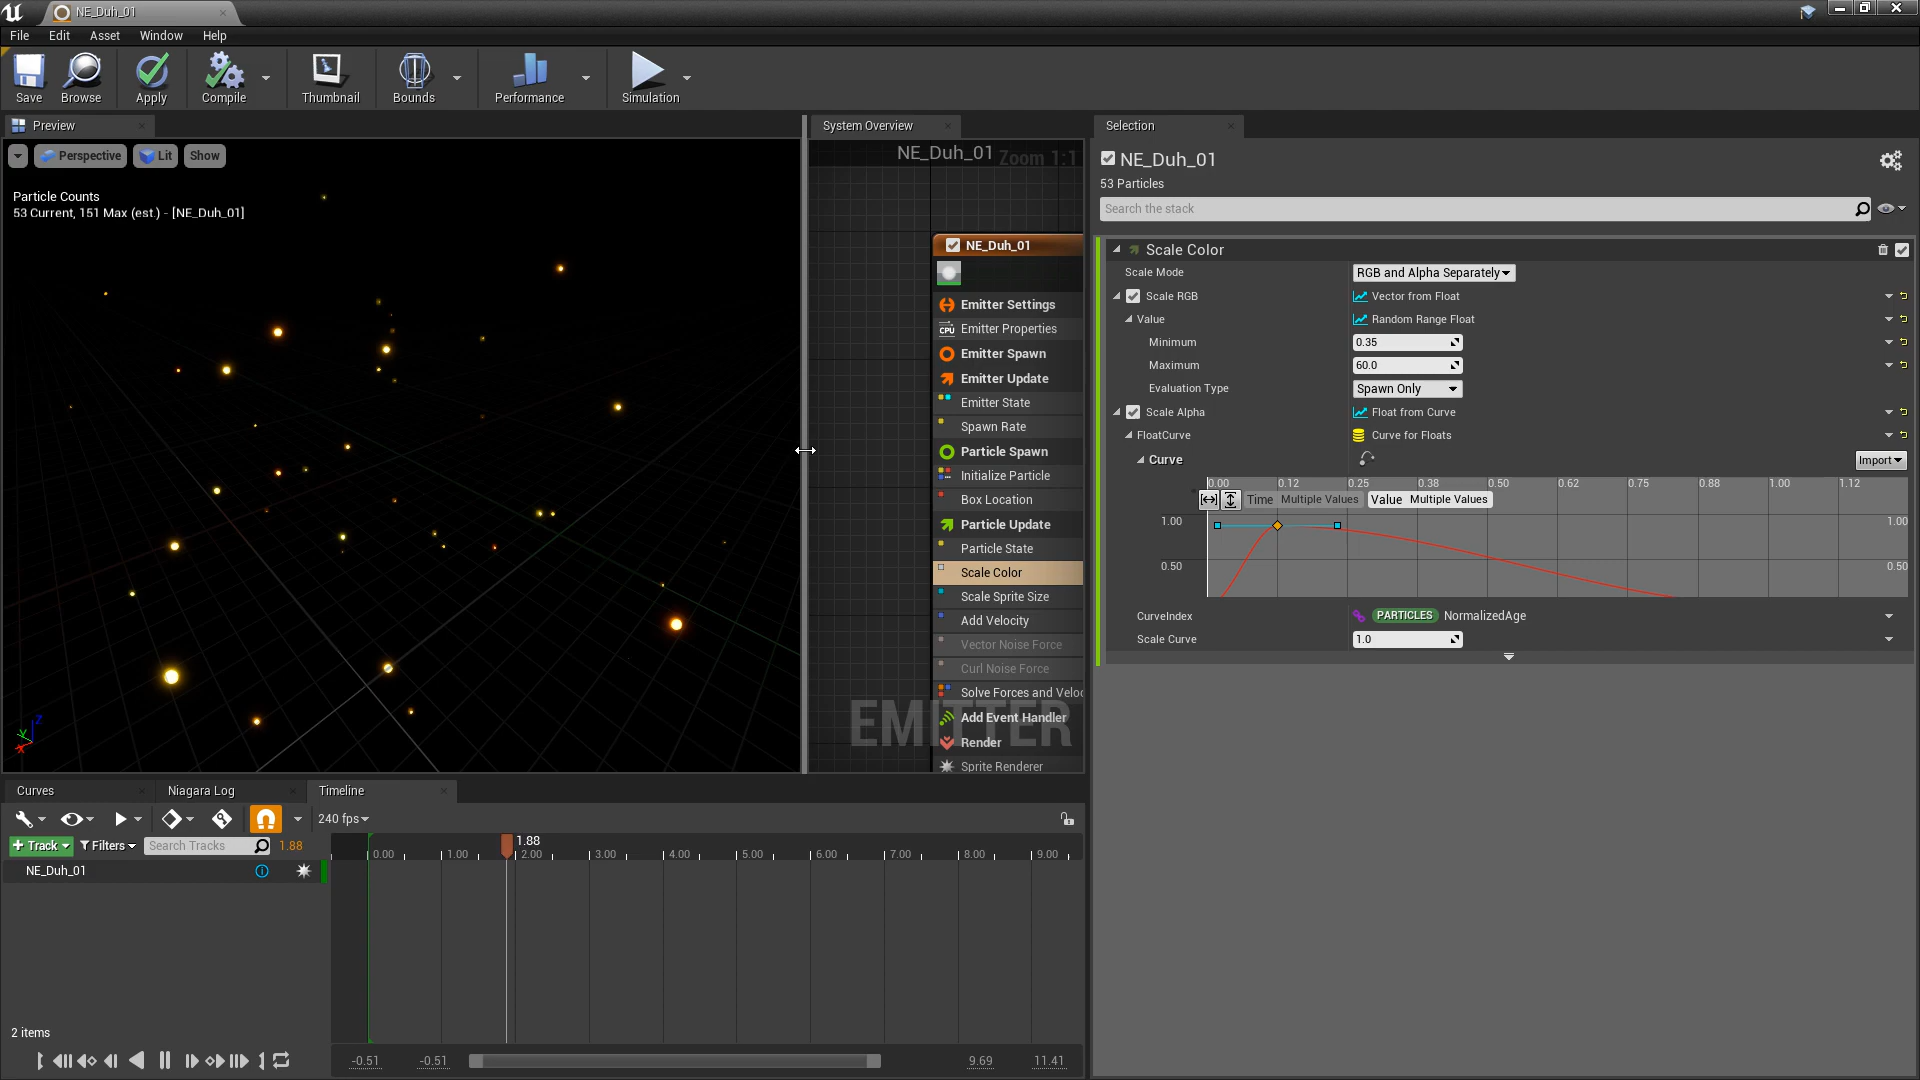 NE_Duh_01
File Edit Asset Window Help
Save Browse Apply Compile Thumbnail Bounds Performance Simulation
Preview
Perspective Lit Show
Particle Counts
53 Current, 151 Max (est.) - [NE_Duh_01]
System Overview
NE_Duh_01 Zoom 1:1
NE_Duh_01
Emitter Settings
CPU Emitter Properties
Emitter Spawn
Emitter Update
Emitter State
Spawn Rate
Particle Spawn
Initialize Particle
Box Location
Particle Update
Particle State
Scale Color
Scale Sprite Size
Add Velocity
Vector Noise Force
Curl Noise Force
Solve Forces and Veloc
Add Event Handler
Render
Sprite Renderer
EMITTER
Z
Y
X
Selection
NE_Duh_01
53 Particles
Search the stack
Scale Color
Scale Mode RGB and Alpha Separately
Scale RGB Vector from Float
Value Random Range Float
Minimum 0.35
Maximum 60.0
Evaluation Type Spawn Only
Scale Alpha Float from Curve
FloatCurve Curve for Floats
Curve Import
0.00 0.12 0.25 0.38 0.50 0.62 0.75 0.88 1.00 1.12
Time Multiple Values Value Multiple Values
1.00 1.00
0.50 0.50
CurveIndex PARTICLES NormalizedAge
Scale Curve 1.0
Curves Niagara Log Timeline
240 fps
+ Track Filters Search Tracks 1.88
1.88
0.00 1.00 2.00 3.00 4.00 5.00 6.00 7.00 8.00 9.00
NE_Duh_01
2 items
-0.51 -0.51 9.69 11.41